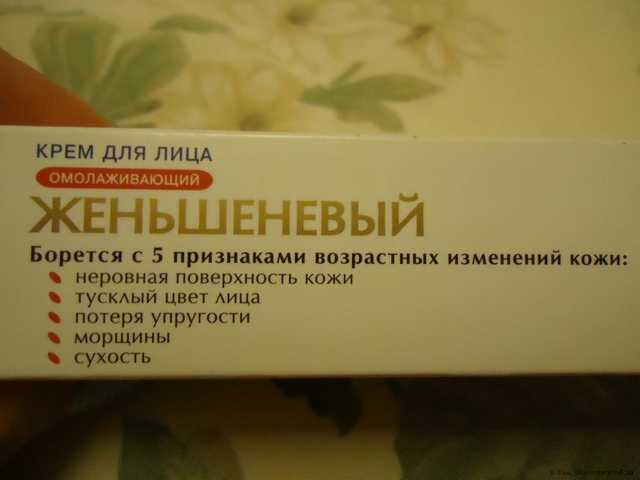 КРЕМ ДЛЯ ЛИЦА
ОМОЛАЖИВАЮЩИЙ
ЖЕНЬШЕНЕВЫЙ
Борется с 5 признаками возрастных изменений кожи:
неровная поверхность кожи
тусклый цвет лица
потеря упругости
морщины
сухость